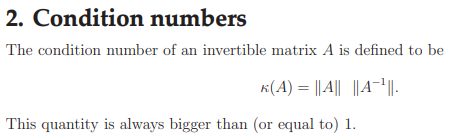 2. Condition numbers
The condition number of an invertible matrix A is defined to be
κ(A) = ‖A‖ ‖A⁻¹‖.
This quantity is always bigger than (or equal to) 1.